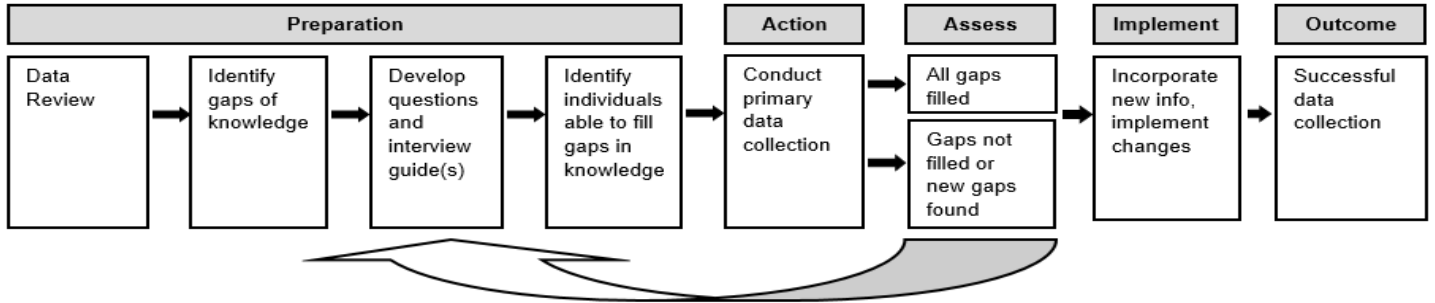 Preparation
Action
Assess
Implement
Outcome
Data
Review
Identify
gaps of
knowledge
Develop
questions
and
interview
guide(s)
Identify
individuals
able to fill
gaps in
knowledge
Conduct
primary
data
collection
All gaps
filled
Gaps not
filled or
new gaps
found
Incorporate
new info,
implement
changes
Successful
data
collection